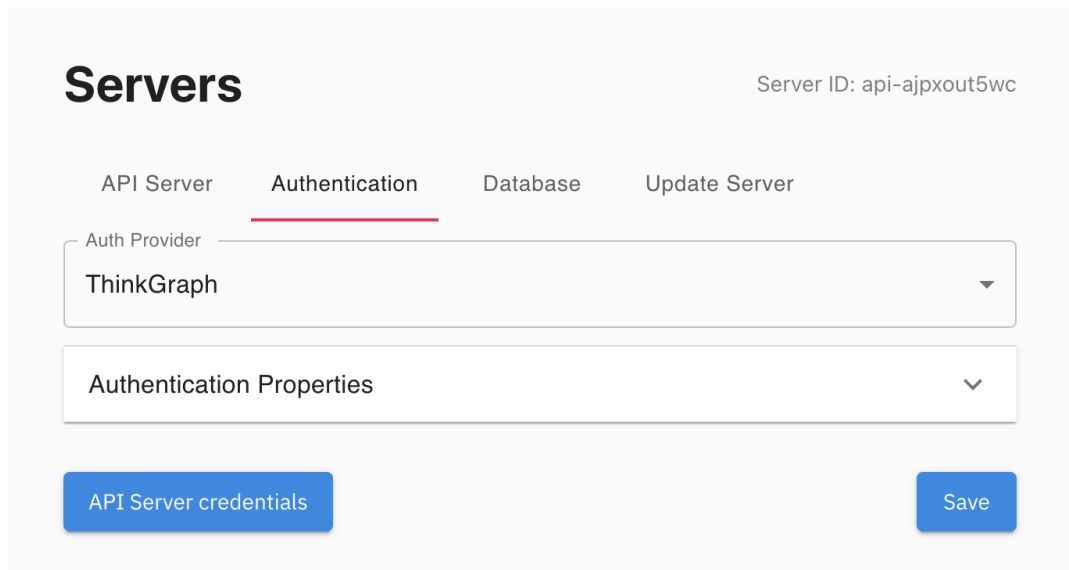 Servers
Server ID: api-ajpxout5wc
API Server Authentication Database Update Server
Auth Provider
ThinkGraph
Authentication Properties
API Server credentials Save